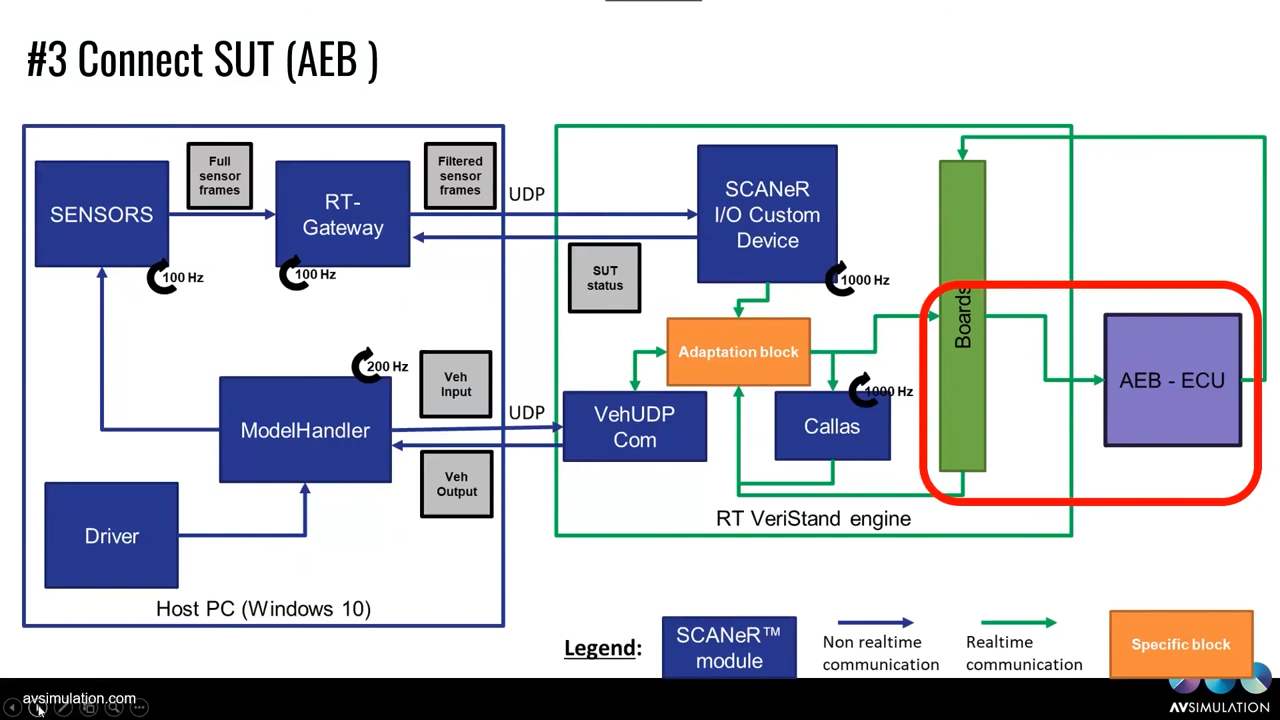 #3 Connect SUT (AEB )
SENSORS
Full
sensor
frames
RT-
Gateway
Filtered
sensor
frames
UDP
SCANeR
I/O Custom
Device
100 Hz
100 Hz
SUT
status
1000 Hz
Boards
Adaptation block
AEB - ECU
200 Hz
Veh
Input
UDP
1000 Hz
ModelHandler
VehUDP
Com
Callas
Veh
Output
RT VeriStand engine
Driver
Host PC (Windows 10)
Legend:
SCANeR™
module
Non realtime
communication
Realtime
communication
Specific block
avsimulation.com
AVSIMULATION